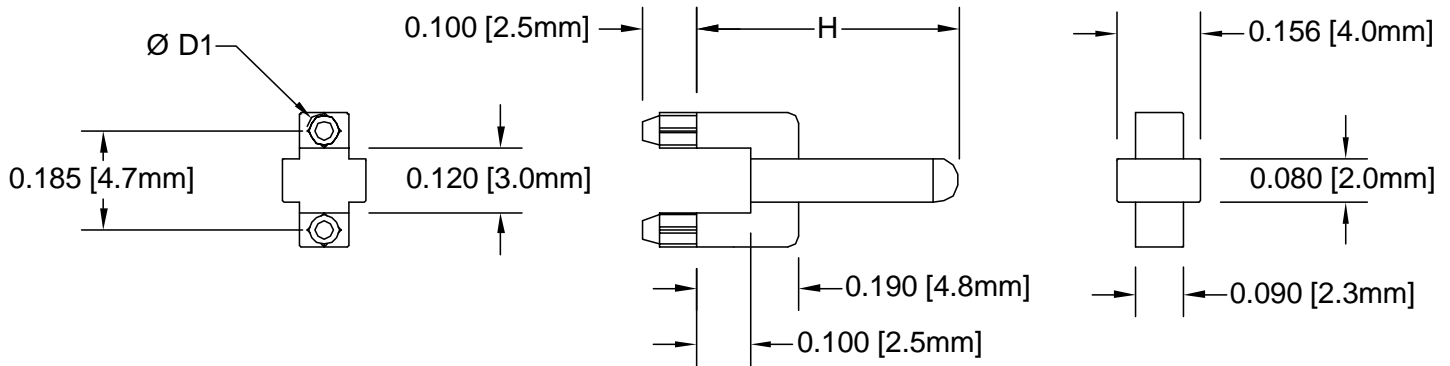 0.100 [2.5mm]
H
0.156 [4.0mm]
Ø D1
0.185 [4.7mm]
0.120 [3.0mm]
0.080 [2.0mm]
0.190 [4.8mm]
0.090 [2.3mm]
0.100 [2.5mm]